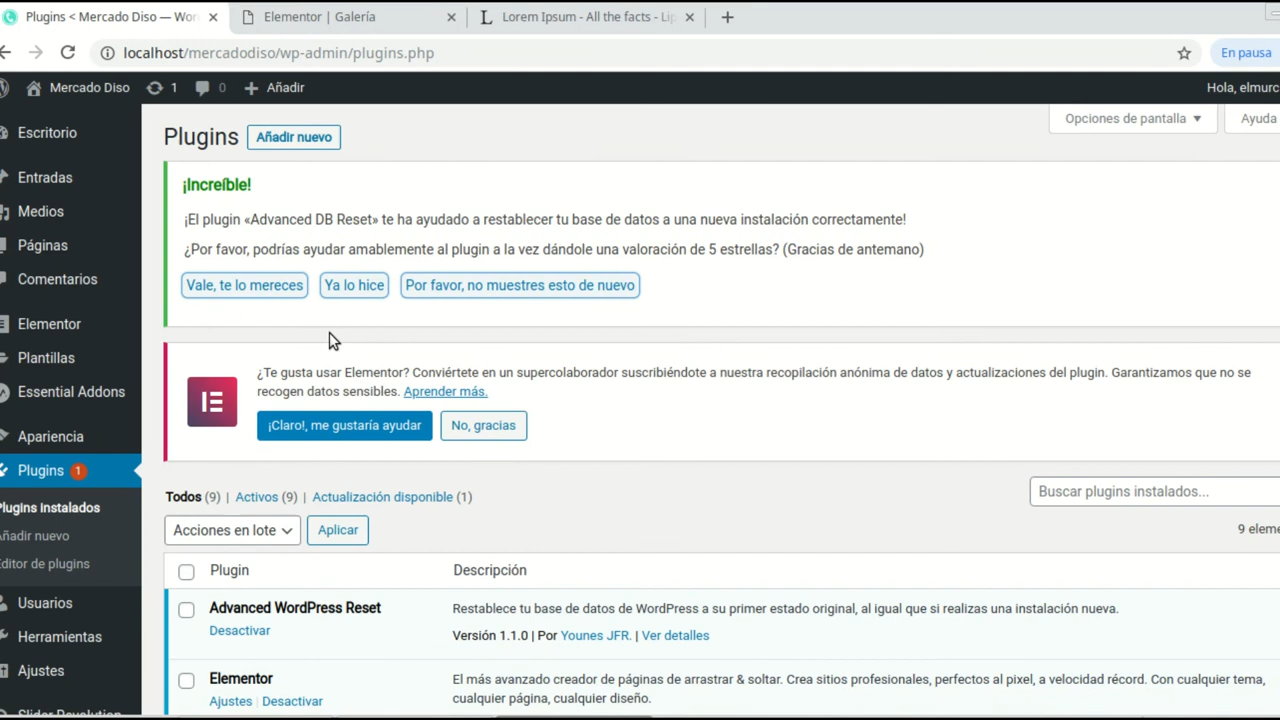 Plugins < Mercado Diso — Wor
Elementor | Galería
Lorem Ipsum - All the facts - Lip
localhost/mercadodiso/wp-admin/plugins.php
En pausa
Mercado Diso
1
0
Añadir
Hola, elmurc
Escritorio
Entradas
Medios
Páginas
Comentarios
Elementor
Plantillas
Essential Addons
Apariencia
Plugins 1
Plugins instalados
Añadir nuevo
Editor de plugins
Usuarios
Herramientas
Ajustes
Slider Revolution
Opciones de pantalla
Ayuda
Plugins
Añadir nuevo
¡Increíble!
¡El plugin «Advanced DB Reset» te ha ayudado a restablecer tu base de datos a una nueva instalación correctamente!
¿Por favor, podrías ayudar amablemente al plugin a la vez dándole una valoración de 5 estrellas? (Gracias de antemano)
Vale, te lo mereces
Ya lo hice
Por favor, no muestres esto de nuevo
¿Te gusta usar Elementor? Conviértete en un supercolaborador suscribiéndote a nuestra recopilación anónima de datos y actualizaciones del plugin. Garantizamos que no se
recogen datos sensibles. Aprender más.
¡Claro!, me gustaría ayudar
No, gracias
Todos (9) | Activos (9) | Actualización disponible (1)
Buscar plugins instalados...
Acciones en lote
Aplicar
9 eleme
Plugin
Descripción
Advanced WordPress Reset
Desactivar
Restablece tu base de datos de WordPress a su primer estado original, al igual que si realizas una instalación nueva.
Versión 1.1.0 | Por Younes JFR. | Ver detalles
Elementor
Ajustes | Desactivar
El más avanzado creador de páginas de arrastrar & soltar. Crea sitios profesionales, perfectos al pixel, a velocidad récord. Con cualquier tema,
cualquier página, cualquier diseño.